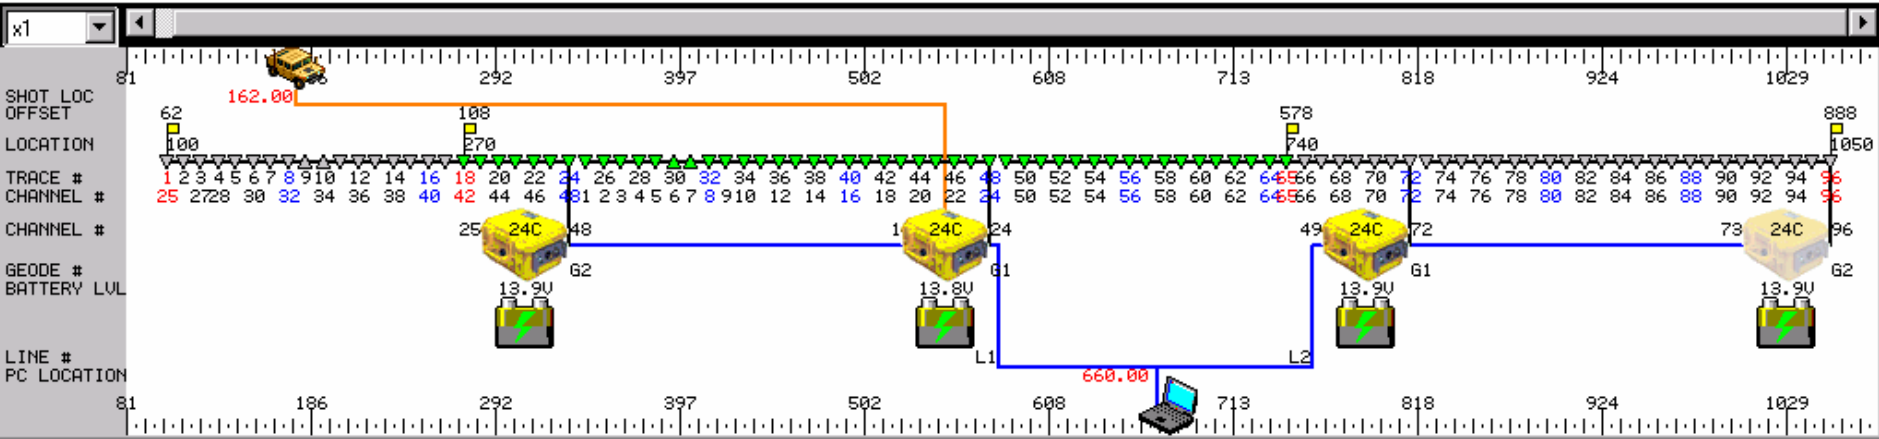 x1
81 292 397 502 608 713 818 924 1029
SHOT LOC 162.00
OFFSET 62 108 578 888
LOCATION 100 270 740 1050
TRACE # 1 2 3 4 5 6 7 8 9 10 12 14 16 18 20 22 24 26 28 30 32 34 36 38 40 42 44 46 48 50 52 54 56 58 60 62 64 65 66 68 70 72 74 76 78 80 82 84 86 88 90 92 94 96
CHANNEL # 25 27 28 30 32 34 36 38 40 42 44 46 48 1 2 3 4 5 6 7 8 9 10 12 14 16 18 20 22 24 50 52 54 56 58 60 62 64 65 66 68 70 72 74 76 78 80 82 84 86 88 90 92 94 96
CHANNEL # 25 24C 48 1 24C 24 49 24C 72 73 24C 96
GEODE # G2 G1 G1 G2
BATTERY LVL 13.9V 13.8V 13.9V 13.9V
LINE # L1 L2
PC LOCATION 660.00
81 186 292 397 502 608 713 818 924 1029